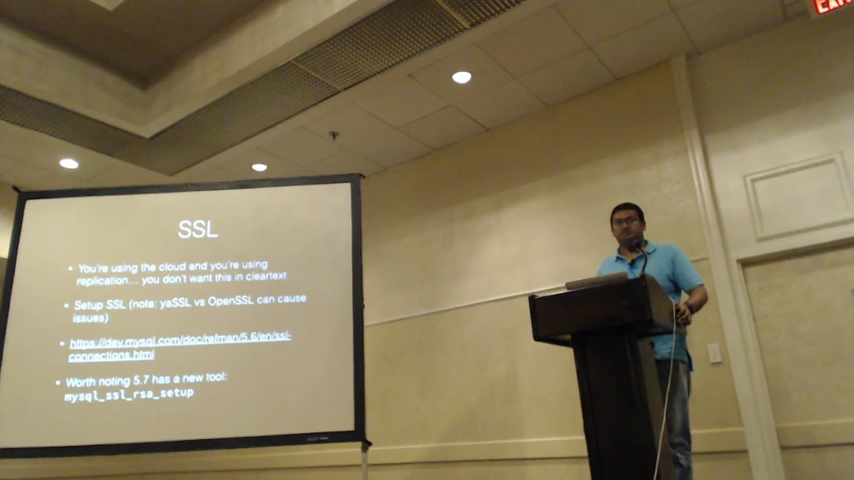 SSL
• You're using the cloud and you're using
replication... you don't want this in cleartext
• Setup SSL (note: yaSSL vs OpenSSL can cause
issues)
• https://dev.mysql.com/doc/refman/5.6/en/ssl-
connections.html
• Worth noting 5.7 has a new tool:
mysql_ssl_rsa_setup
EXIT